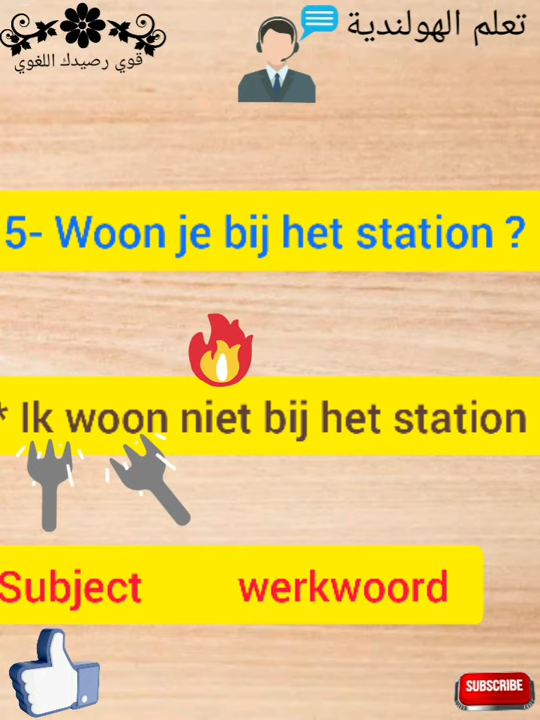 تعلم الهولندية
قوي رصيدك اللغوي
5- Woon je bij het station ?
* Ik woon niet bij het station
Subject werkwoord
SUBSCRIBE